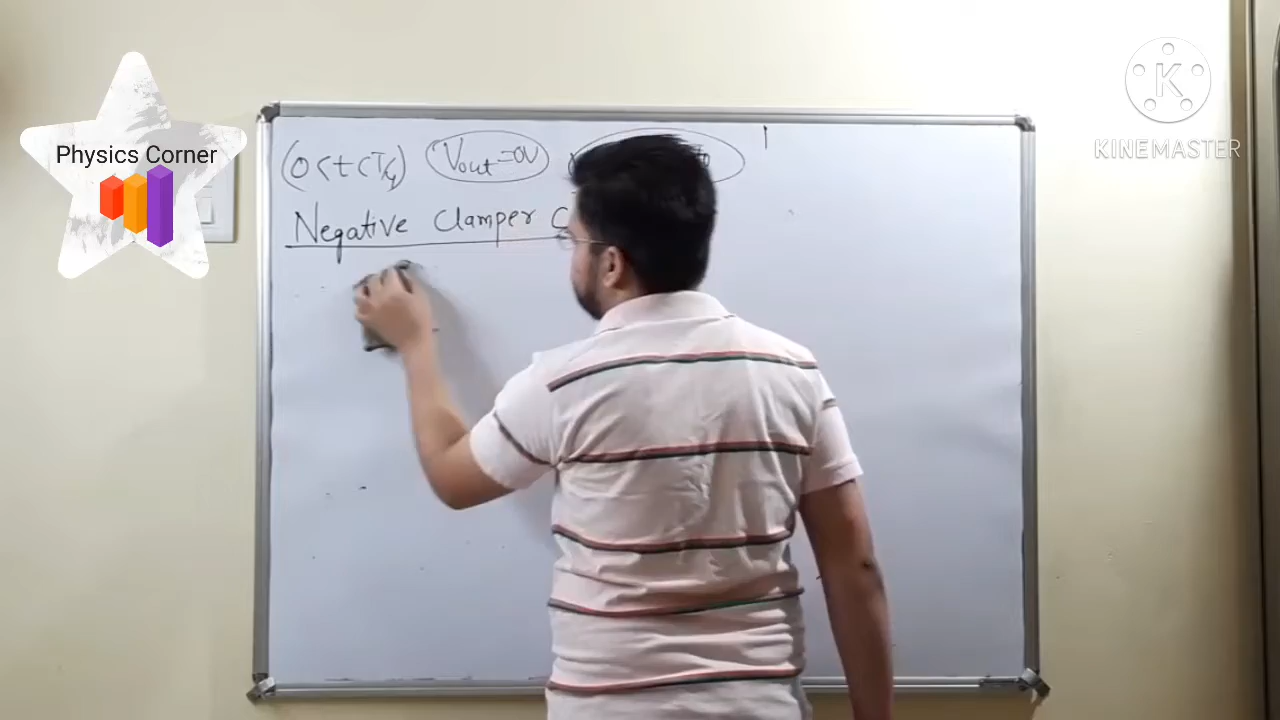 Physics Corner
KINEMASTER
(0 < t < T/4) Vout = 0V
Negative Clamper C